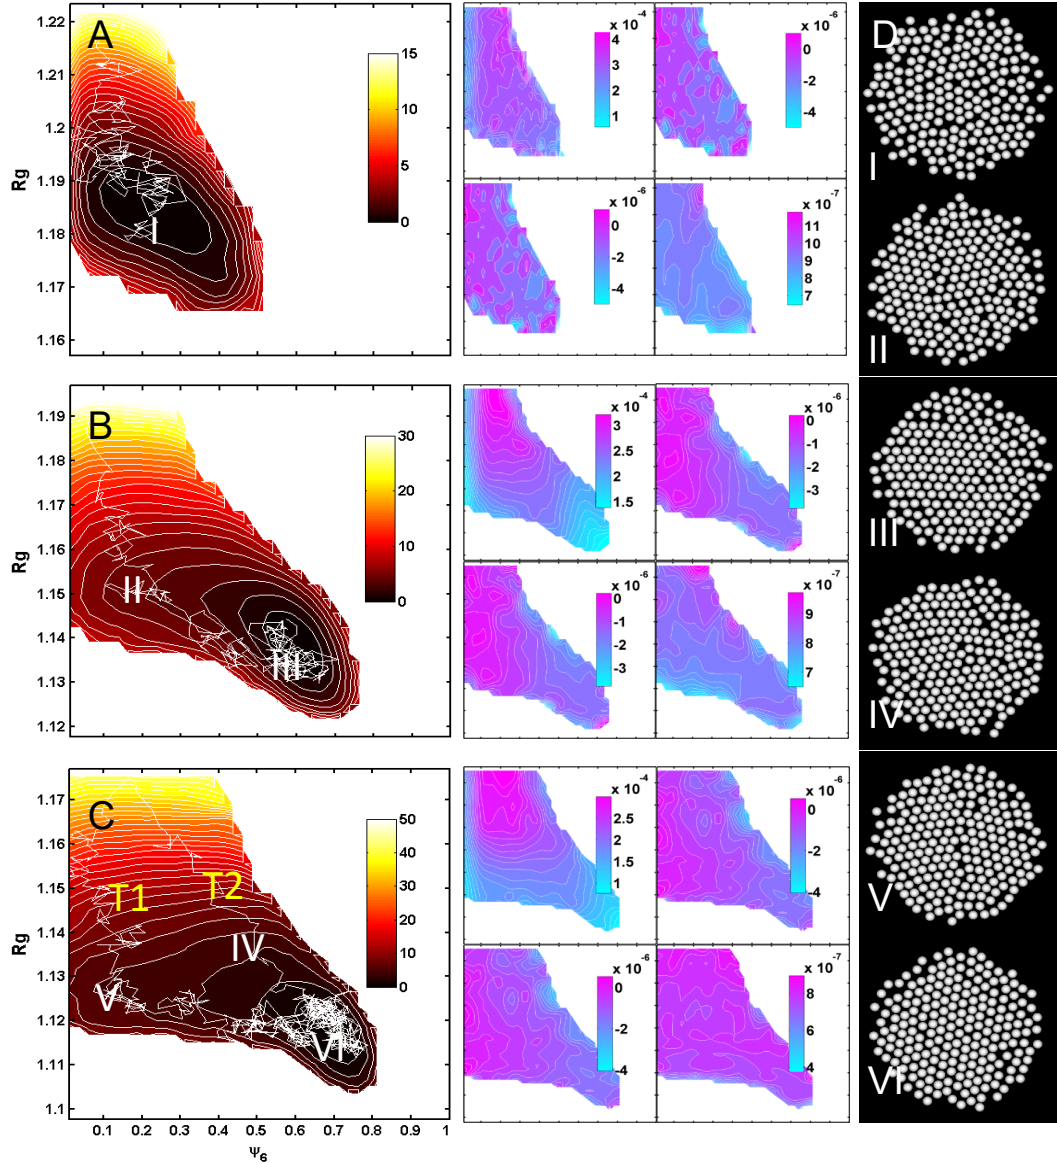 A
1.22
1.21
1.2
1.19
1.18
1.17
1.16
Rg
I
15
10
5
0
x 10-4
4
3
2
1
x 10-6
0
-2
-4
x 10-6
0
-2
-4
x 10-7
11
10
9
8
7
B
1.19
1.18
1.17
1.16
1.15
1.14
1.13
1.12
Rg
II
III
30
20
10
0
x 10-4
3
2.5
2
1.5
x 10-6
0
-1
-2
-3
x 10-6
0
-1
-2
-3
x 10-7
9
8
7
C
1.17
1.16
1.15
1.14
1.13
1.12
1.11
1.1
Rg
T1
T2
IV
V
VI
50
40
30
20
10
0
0.1 0.2 0.3 0.4 0.5 0.6 0.7 0.8 0.9 1
Ψ6
x 10-4
2.5
2
1.5
1
x 10-6
0
-2
-4
x 10-6
0
-2
-4
x 10-7
8
6
4
D
I
II
III
IV
V
VI